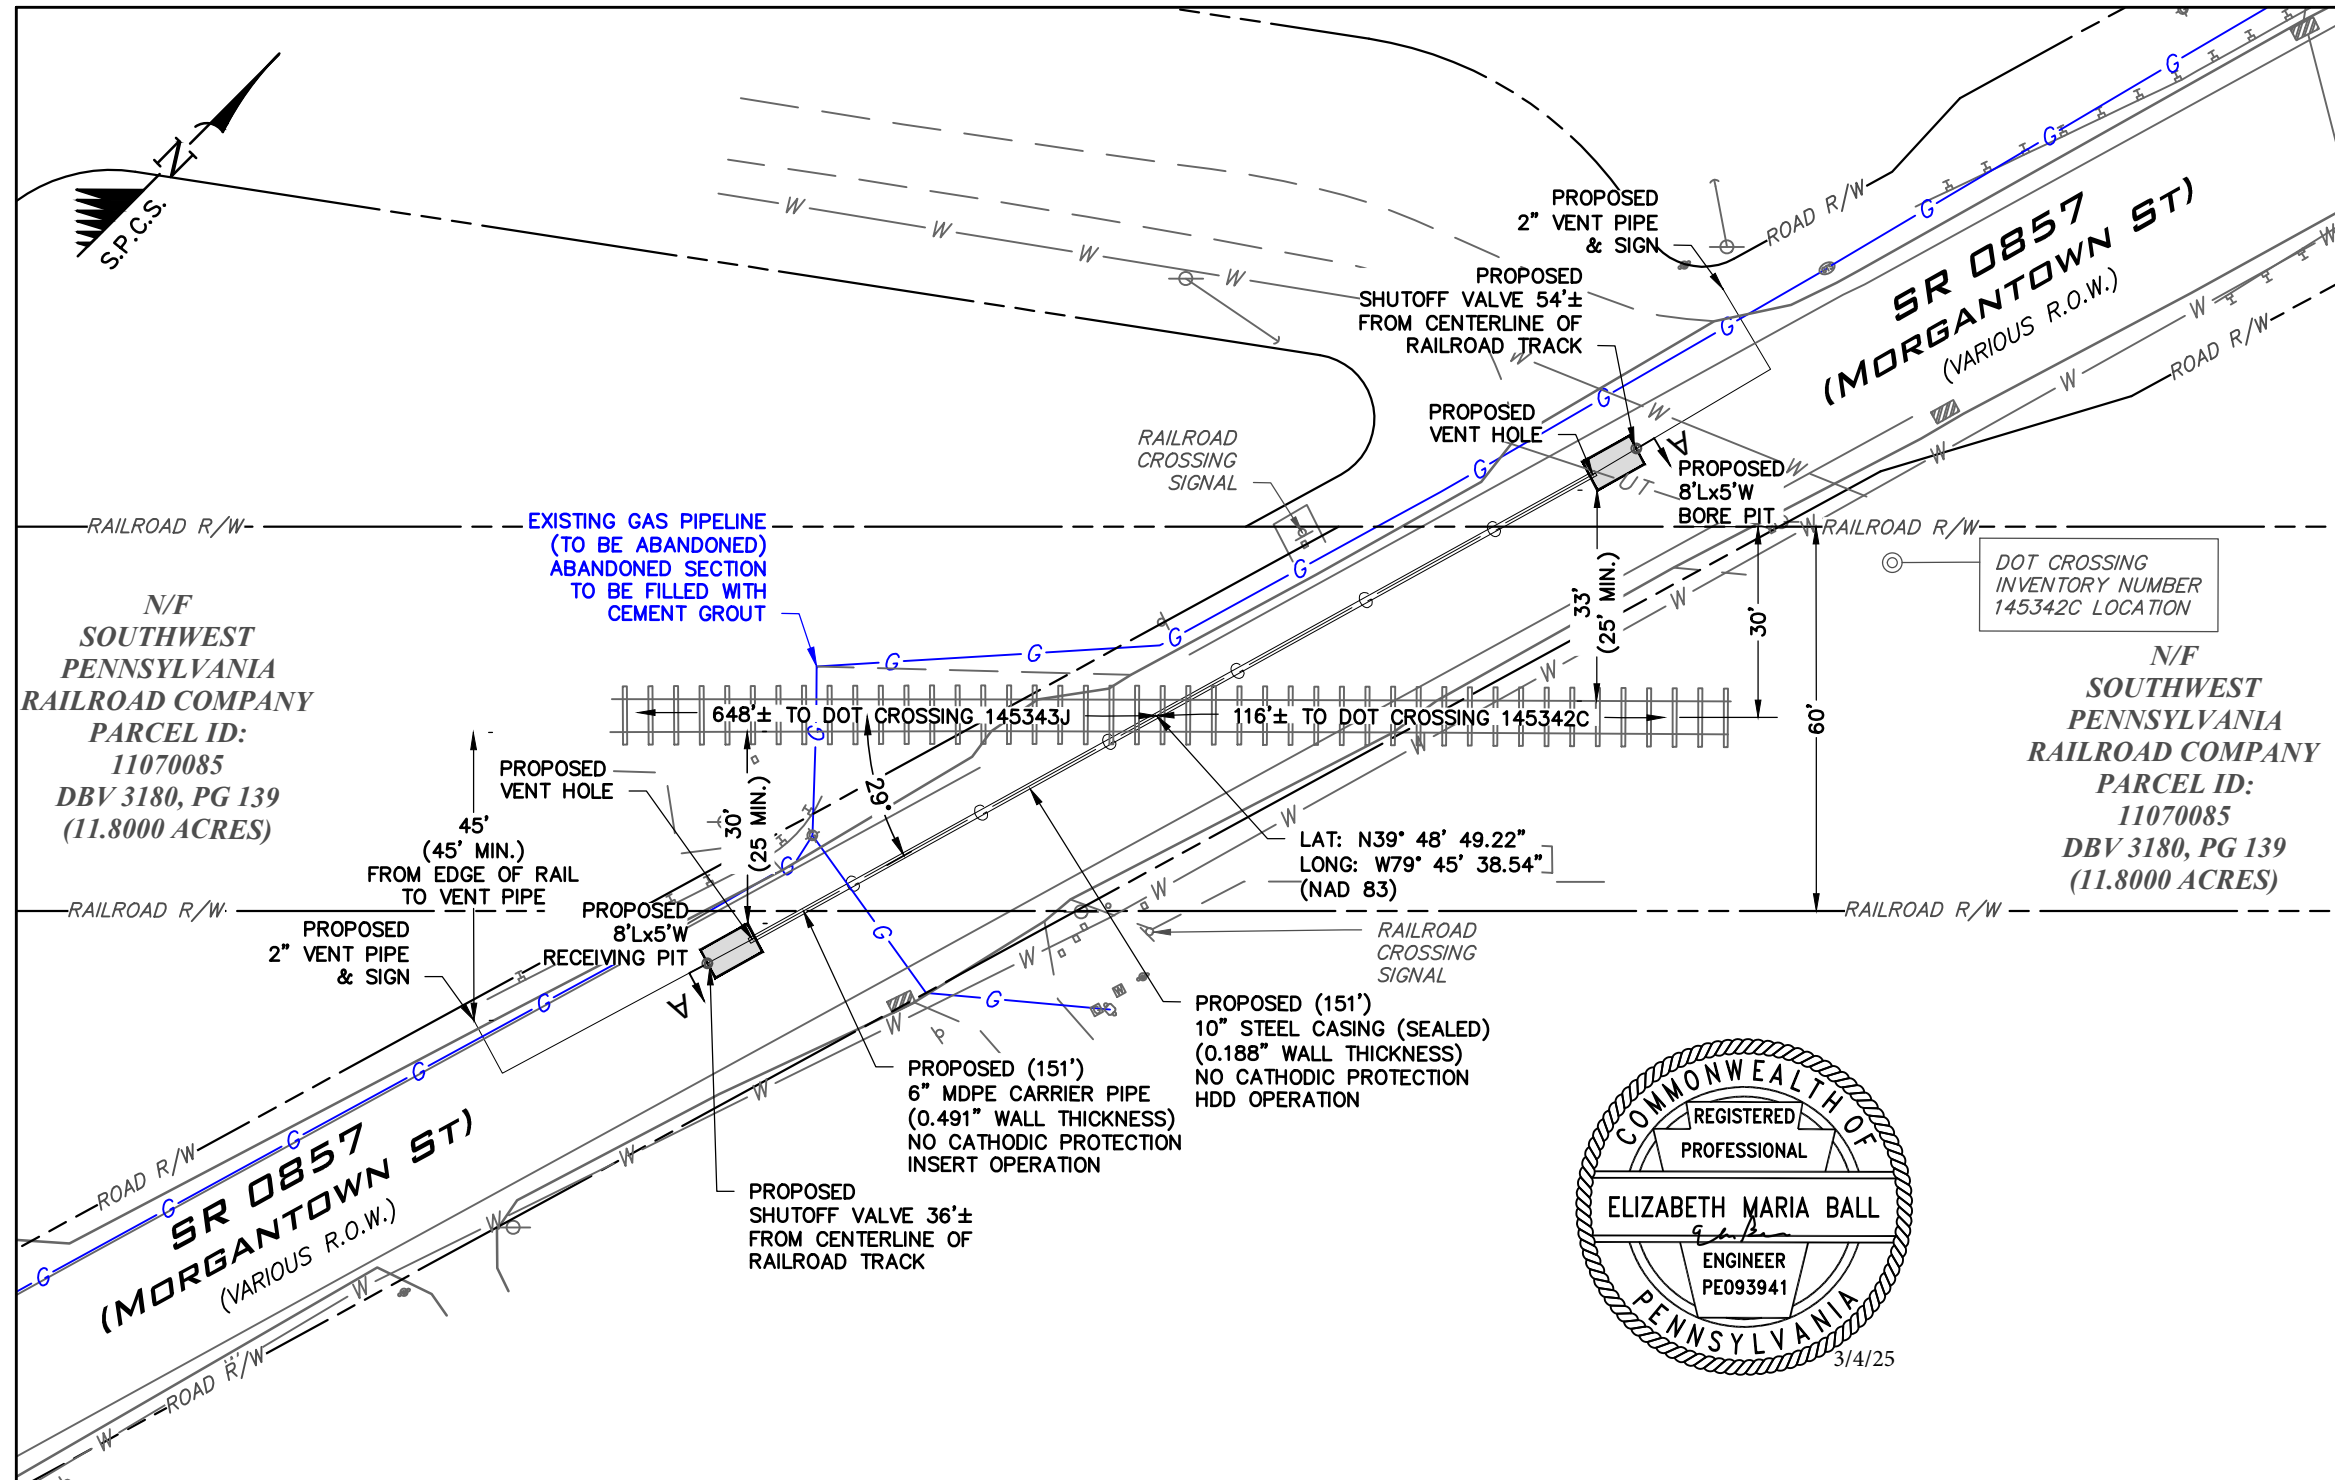 N
S.P.C.S.
PROPOSED
2" VENT PIPE
& SIGN
ROAD R/W
SR 0857
(MORGANTOWN ST)
(VARIOUS R.O.W.)
ROAD R/W
PROPOSED
SHUTOFF VALVE 54'±
FROM CENTERLINE OF
RAILROAD TRACK
PROPOSED
VENT HOLE
A
PROPOSED
8'Lx5'W
BORE PIT
UT
RAILROAD
CROSSING
SIGNAL
RAILROAD R/W
EXISTING GAS PIPELINE
(TO BE ABANDONED)
ABANDONED SECTION
TO BE FILLED WITH
CEMENT GROUT
RAILROAD R/W
DOT CROSSING
INVENTORY NUMBER
145342C LOCATION
33'
(25' MIN.)
30'
60'
N/F
SOUTHWEST
PENNSYLVANIA
RAILROAD COMPANY
PARCEL ID:
11070085
DBV 3180, PG 139
(11.8000 ACRES)
N/F
SOUTHWEST
PENNSYLVANIA
RAILROAD COMPANY
PARCEL ID:
11070085
DBV 3180, PG 139
(11.8000 ACRES)
648'± TO DOT CROSSING 145343J
116'± TO DOT CROSSING 145342C
PROPOSED
VENT HOLE
30'
(25 MIN.)
29°
45'
(45' MIN.)
FROM EDGE OF RAIL
TO VENT PIPE
LAT: N39° 48' 49.22"
LONG: W79° 45' 38.54"
(NAD 83)
RAILROAD R/W
RAILROAD R/W
PROPOSED
8'Lx5'W
RECEIVING PIT
PROPOSED
2" VENT PIPE
& SIGN
A
RAILROAD
CROSSING
SIGNAL
PROPOSED (151')
10" STEEL CASING (SEALED)
(0.188" WALL THICKNESS)
NO CATHODIC PROTECTION
HDD OPERATION
PROPOSED (151')
6" MDPE CARRIER PIPE
(0.491" WALL THICKNESS)
NO CATHODIC PROTECTION
INSERT OPERATION
PROPOSED
SHUTOFF VALVE 36'±
FROM CENTERLINE OF
RAILROAD TRACK
ROAD R/W
SR 0857
(MORGANTOWN ST)
(VARIOUS R.O.W.)
ROAD R/W
COMMONWEALTH OF
REGISTERED
PROFESSIONAL
ELIZABETH MARIA BALL
ENGINEER
PE093941
PENNSYLVANIA
3/4/25